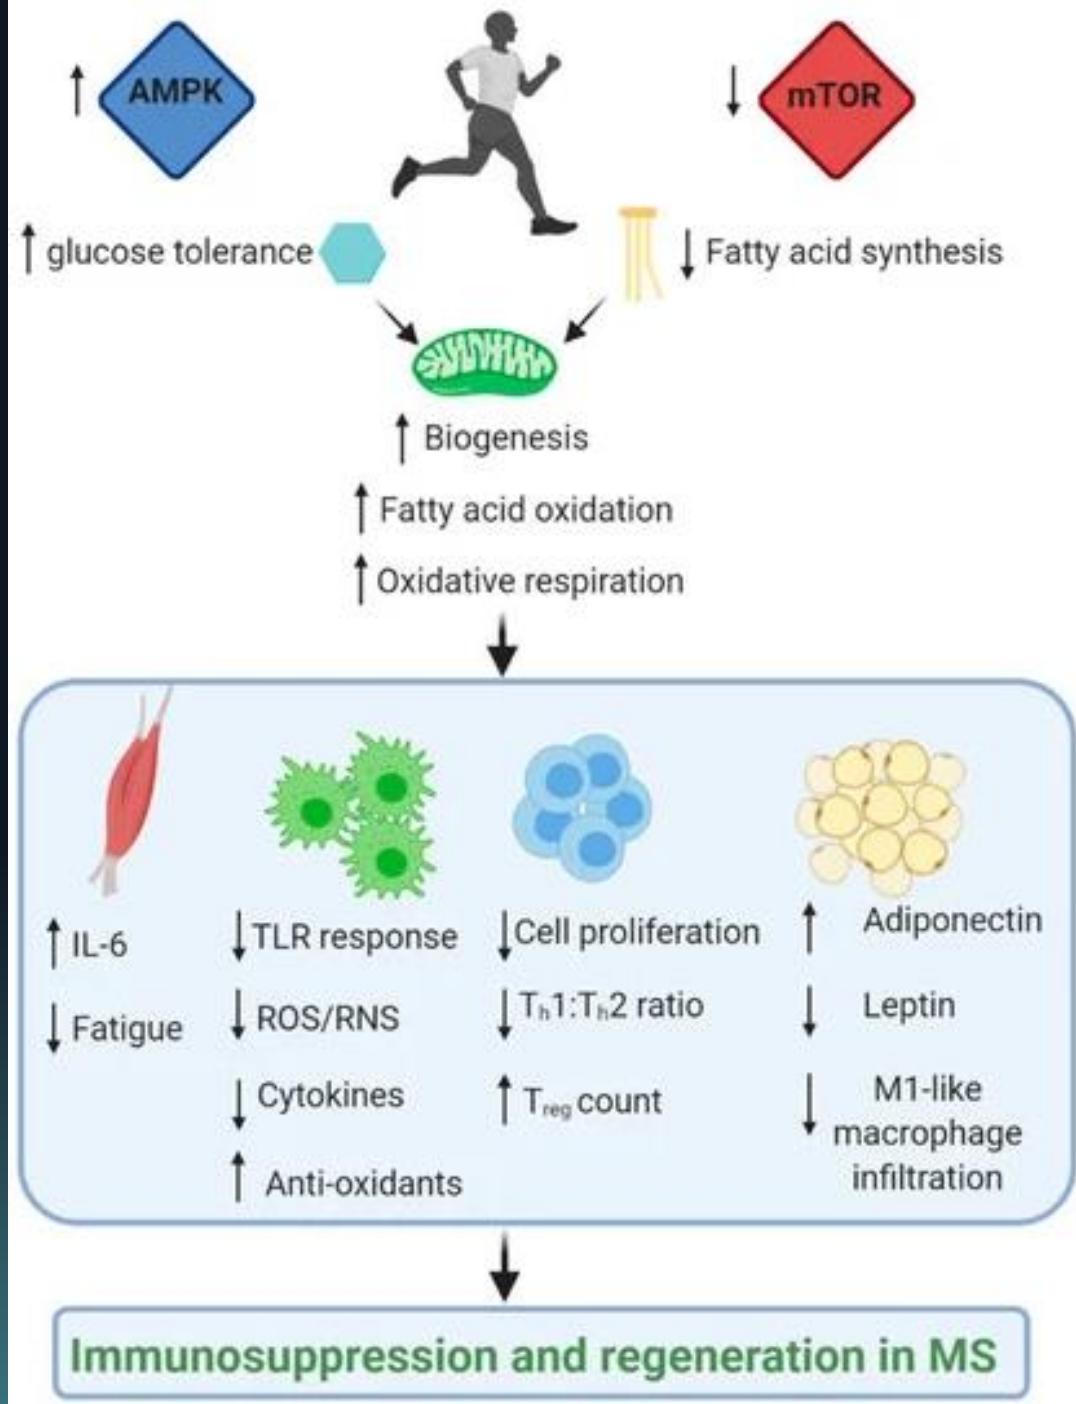 ↑ AMPK
↓ mTOR
↑ glucose tolerance
↓ Fatty acid synthesis
↑ Biogenesis
↑ Fatty acid oxidation
↑ Oxidative respiration
↑ IL-6
↓ Fatigue
↓ TLR response
↓ ROS/RNS
↓ Cytokines
↑ Anti-oxidants
↓ Cell proliferation
↓ Tₕ1:Tₕ2 ratio
↑ Treg count
↑ Adiponectin
↓ Leptin
↓ M1-like
macrophage
infiltration
Immunosuppression and regeneration in MS